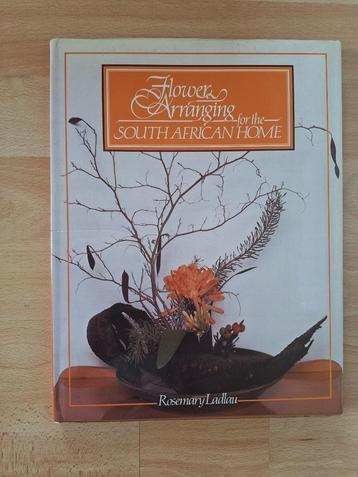 Flower
Arranging
for the
SOUTH AFRICAN HOME
Rosemary Ladlau